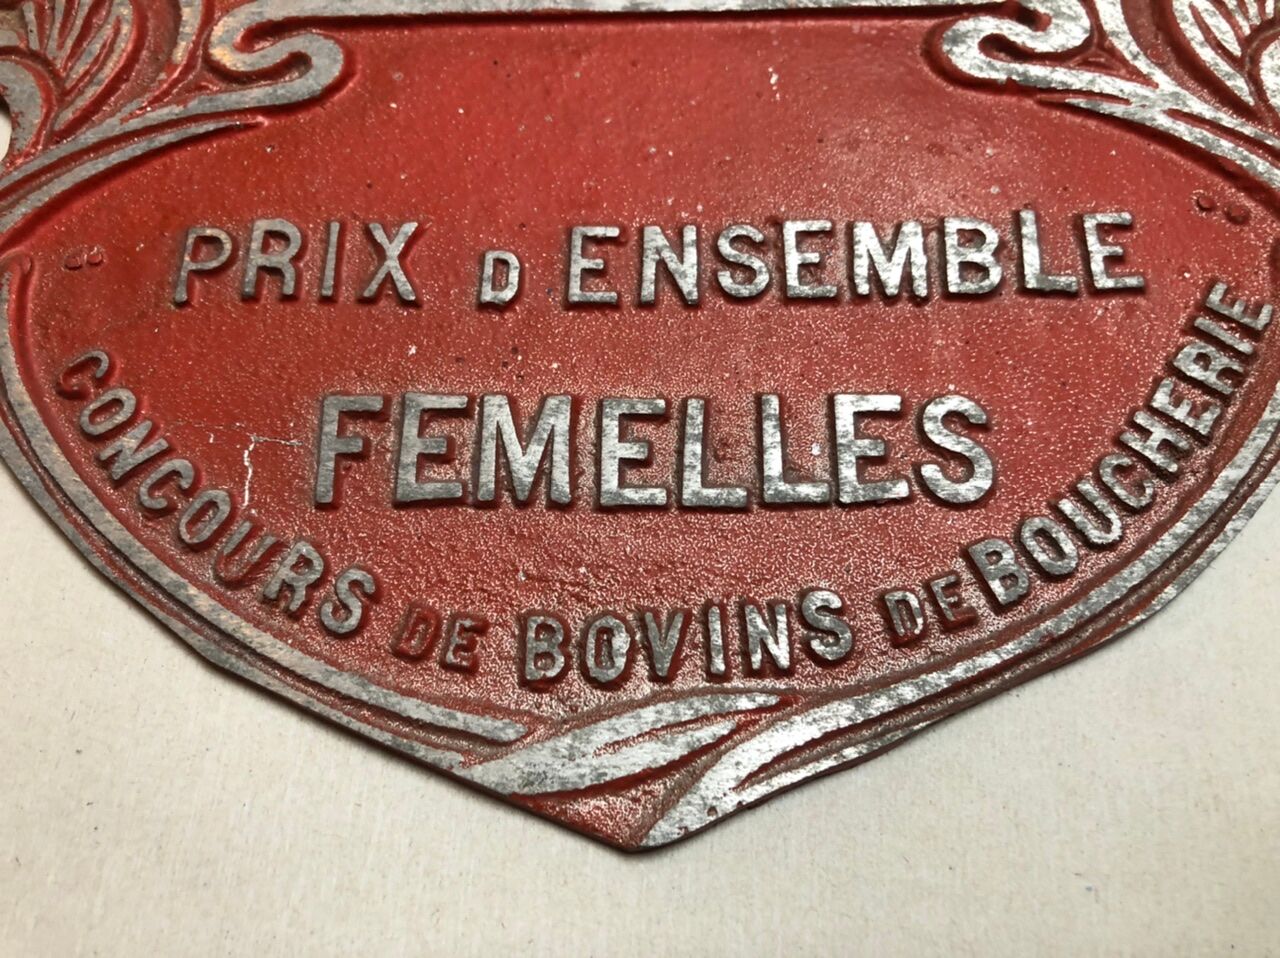 PRIX D ENSEMBLE
FEMELLES
CONCOURS DE BOVINS DE BOUCHERIE